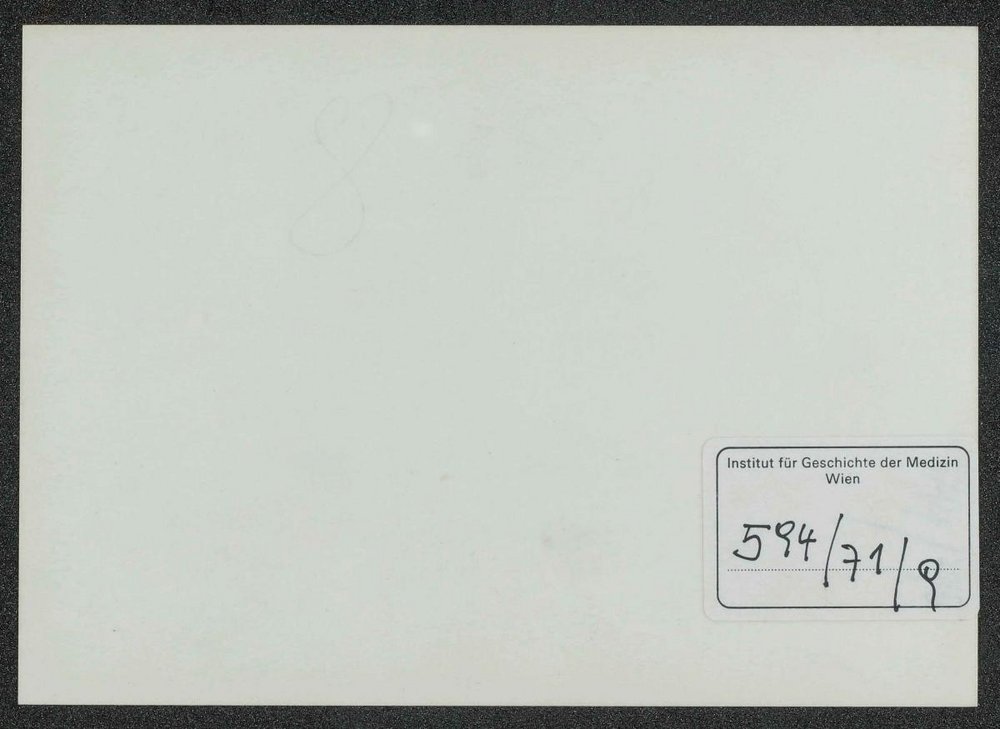 8
Institut für Geschichte der Medizin
Wien
594/71/9